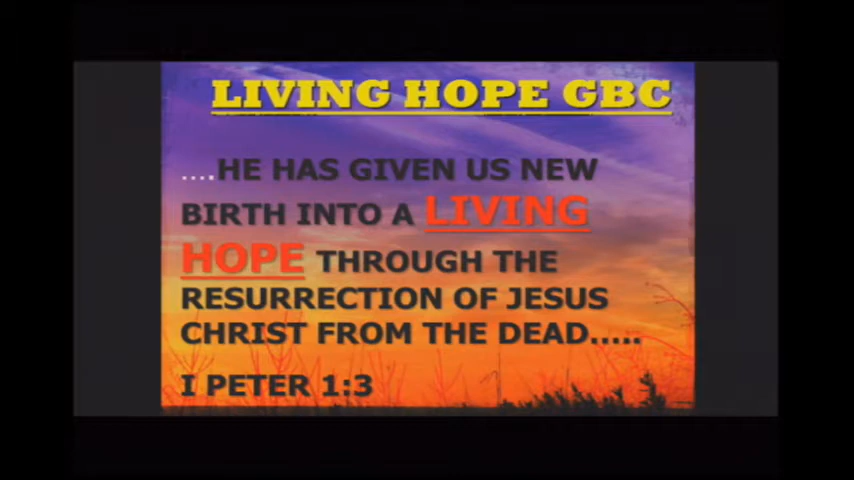 LIVING HOPE GBC
....HE HAS GIVEN US NEW
BIRTH INTO A LIVING
HOPE THROUGH THE
RESURRECTION OF JESUS
CHRIST FROM THE DEAD.....
I PETER 1:3